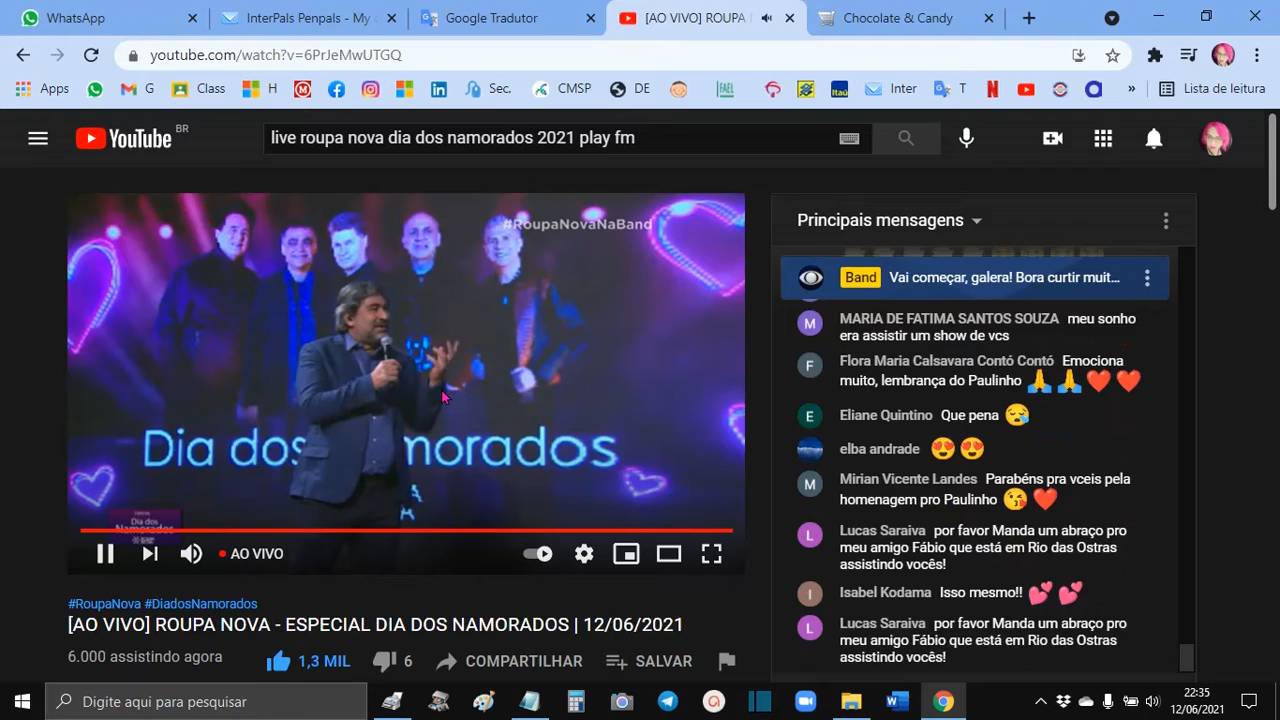 WhatsApp
InterPals Penpals - My
Google Tradutor
[AO VIVO] ROUPA
Chocolate & Candy
youtube.com/watch?v=6PrJeMwUTGQ
Apps G Class H Sec. CMSP DE FAEL Itaú Inter T N » Lista de leitura
YouTube BR
live roupa nova dia dos namorados 2021 play fm
#RoupaNovaNaBand
Dia dos Namorados
Dia dos
Namorados
AO VIVO
#RoupaNova #DiadosNamorados
[AO VIVO] ROUPA NOVA - ESPECIAL DIA DOS NAMORADOS | 12/06/2021
6.000 assistindo agora
1,3 MIL 6 COMPARTILHAR SALVAR
Principais mensagens
Band Vai começar, galera! Bora curtir muit...
M MARIA DE FATIMA SANTOS SOUZA meu sonho
era assistir um show de vcs
F Flora Maria Calsavara Contó Contó Emociona
muito, lembrança do Paulinho 🙏 🙏 ❤️ ❤️
E Eliane Quintino Que pena 😥
elba andrade 😍 😍
M Mirian Vicente Landes Parabéns pra vceis pela
homenagem pro Paulinho 😘 ❤️
L Lucas Saraiva por favor Manda um abraço pro
meu amigo Fábio que está em Rio das Ostras
assistindo vocês!
I Isabel Kodama Isso mesmo!! 💕 💕
L Lucas Saraiva por favor Manda um abraço pro
meu amigo Fábio que está em Rio das Ostras
assistindo vocês!
Digite aqui para pesquisar
22:35
12/06/2021